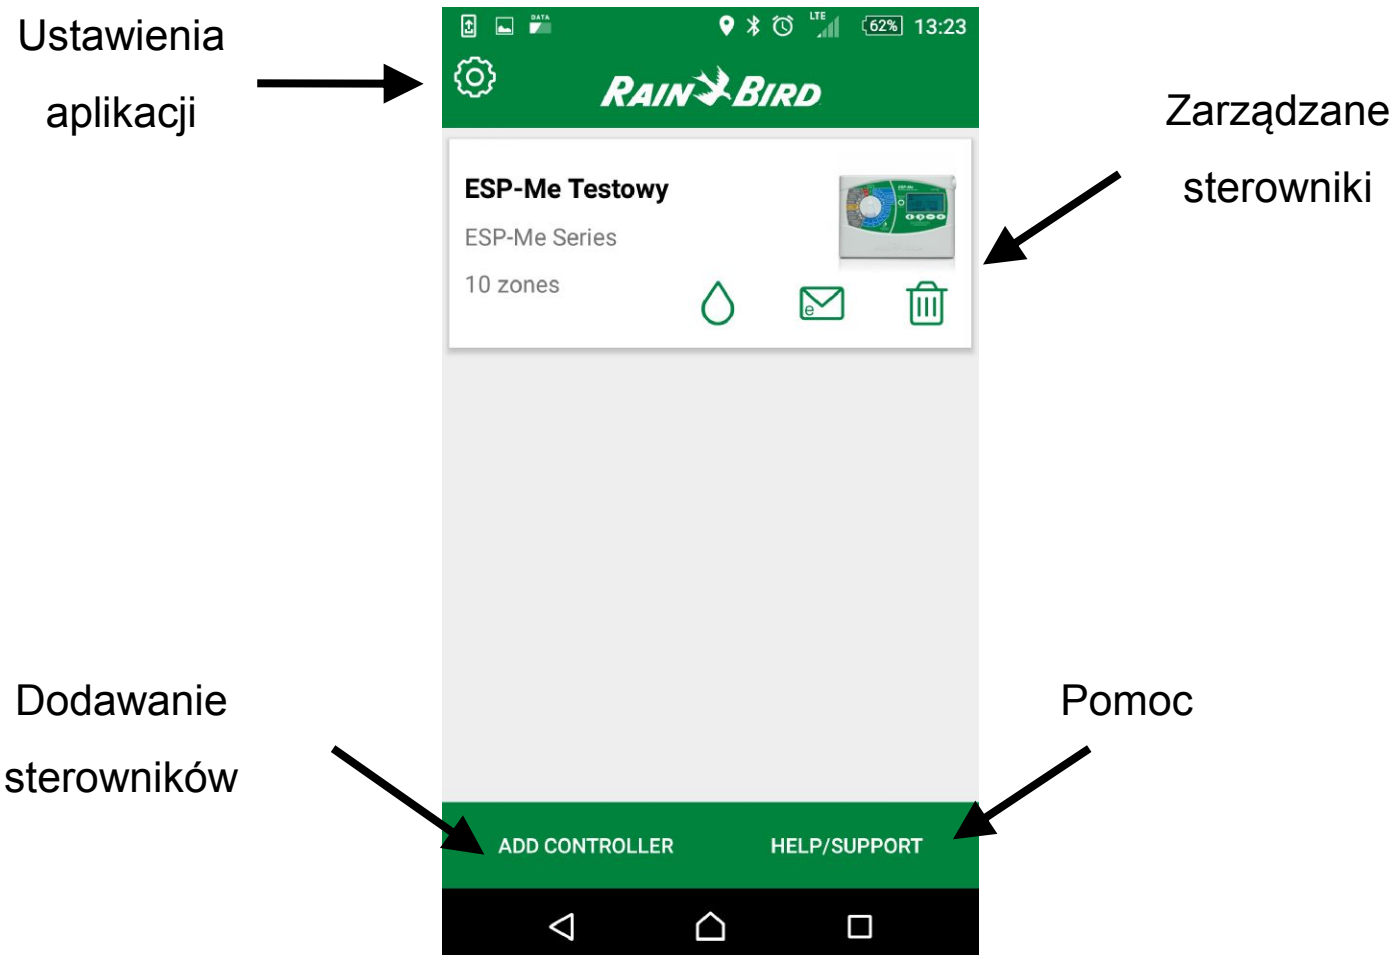 Ustawienia
aplikacji
DATA
LTE
62%
13:23
RAIN BIRD
Zarządzane
sterowniki
ESP-Me Testowy
ESP-Me Series
10 zones
e
Dodawanie
sterowników
Pomoc
ADD CONTROLLER
HELP/SUPPORT